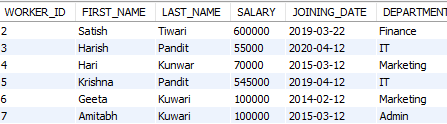 WORKER_ID FIRST_NAME LAST_NAME SALARY JOINING_DATE DEPARTMENT
2 Satish Tiwari 600000 2019-03-22 Finance
3 Harish Pandit 55000 2020-04-12 IT
4 Hari Kunwar 70000 2015-03-12 Marketing
5 Krishna Pandit 545000 2019-04-12 IT
6 Geeta Kuwari 100000 2014-02-12 Marketing
7 Amitabh Kuwari 100000 2015-03-12 Admin